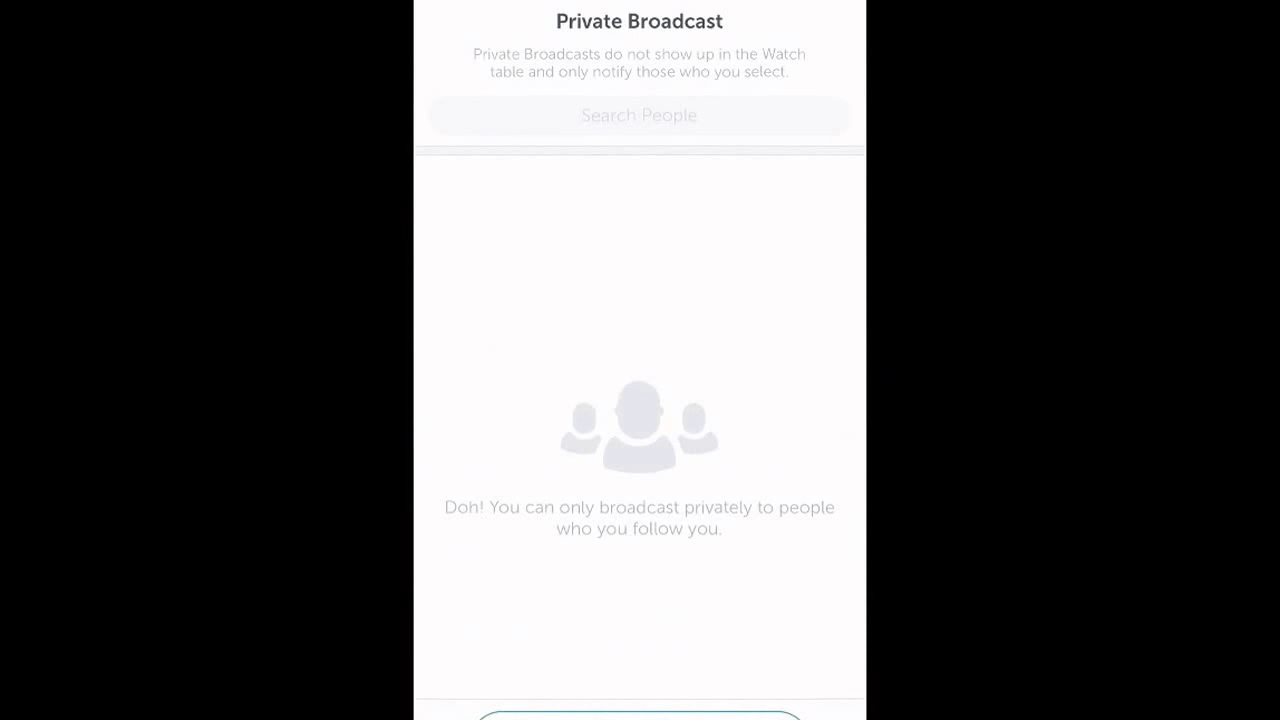 Private Broadcast
Private Broadcasts do not show up in the Watch
table and only notify those who you select.
Search People
Doh! You can only broadcast privately to people
who you follow you.